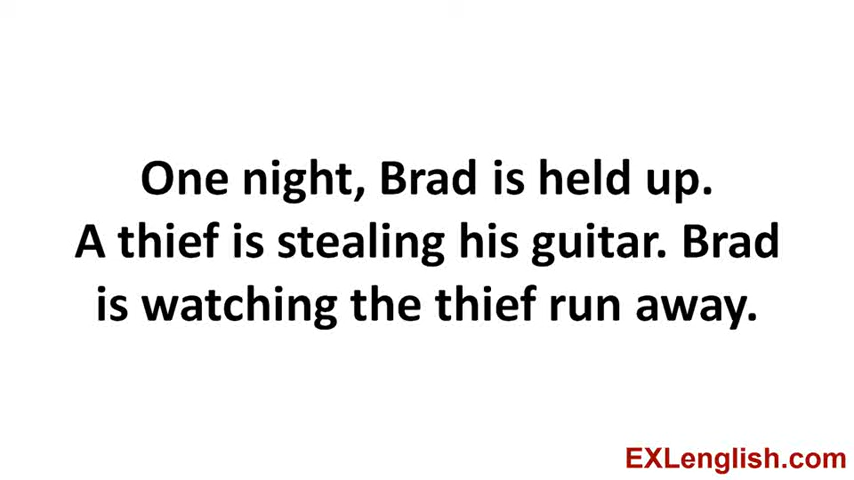 One night, Brad is held up.
A thief is stealing his guitar. Brad
is watching the thief run away.
EXLenglish.com